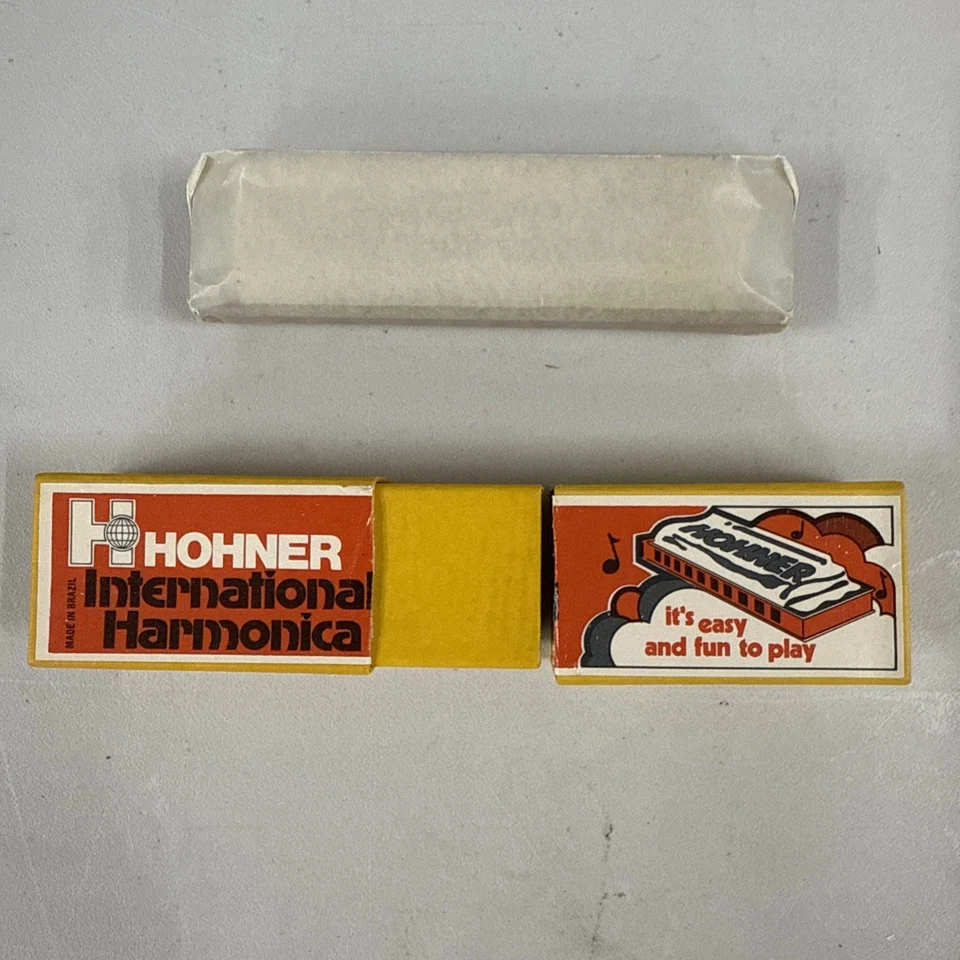 H
HOHNER
International
Harmonica
MADE IN BRAZIL
HOHNER
it's easy
and fun to play